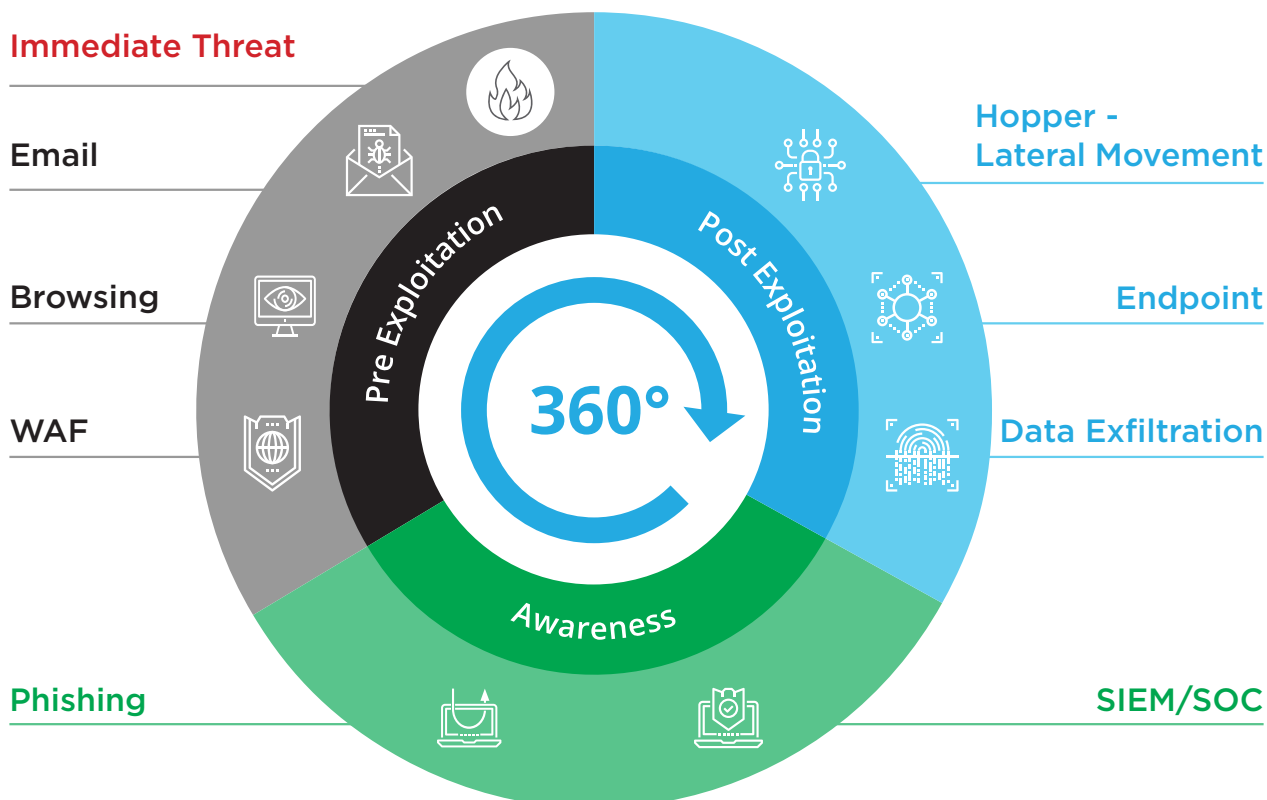 Immediate Threat
Email
Browsing
WAF
Phishing
Pre Exploitation
Post Exploitation
Awareness
360°
Hopper -
Lateral Movement
Endpoint
Data Exfiltration
SIEM/SOC